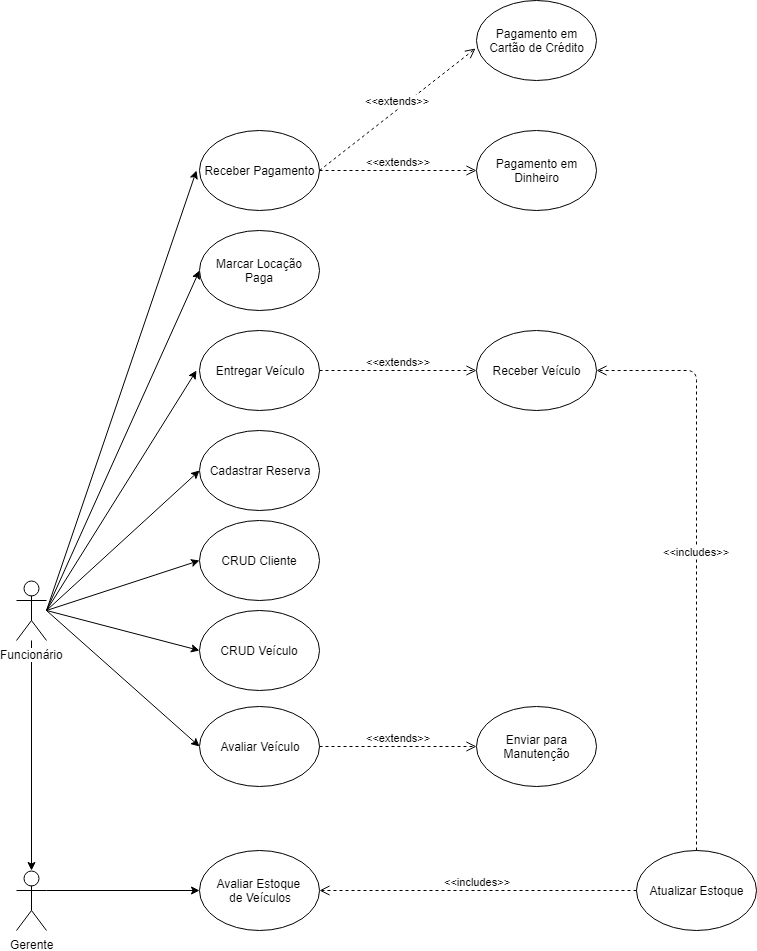 Pagamento em
Cartão de Crédito
<<extends>>
Receber Pagamento
<<extends>>
Pagamento em
Dinheiro
Marcar Locação
Paga
Entregar Veículo
<<extends>>
Receber Veículo
Cadastrar Reserva
<<includes>>
CRUD Cliente
Funcionário
CRUD Veículo
Avaliar Veículo
<<extends>>
Enviar para
Manutenção
Avaliar Estoque
de Veículos
<<includes>>
Atualizar Estoque
Gerente